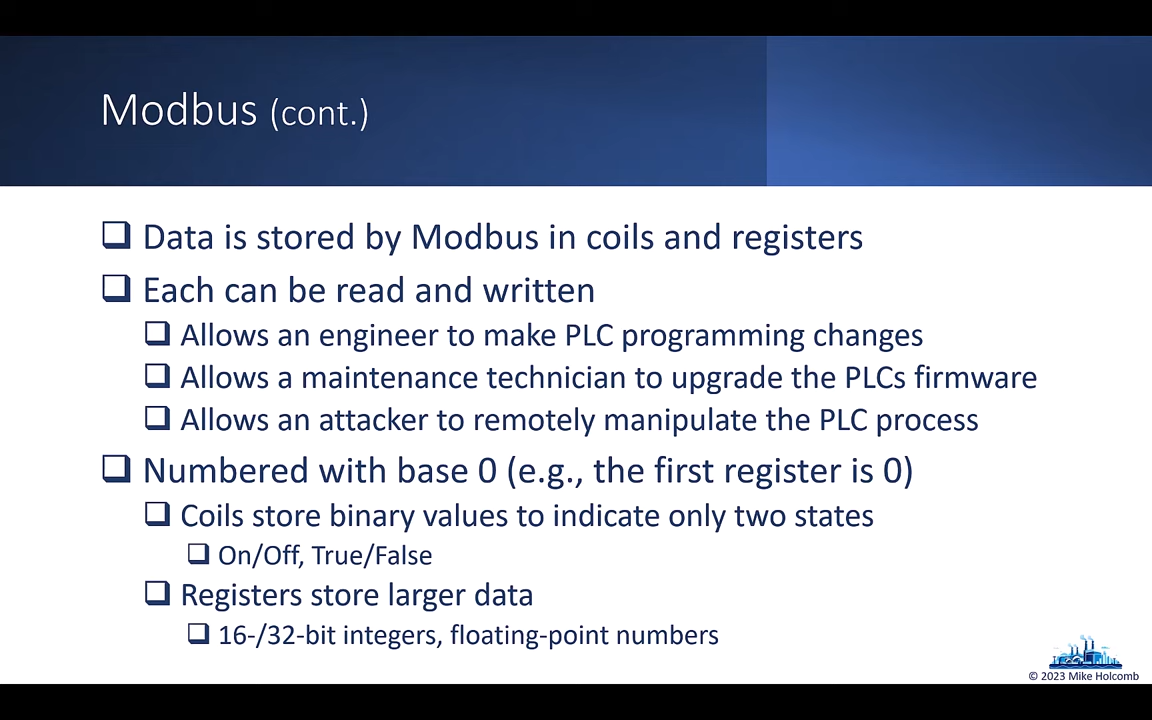 Modbus (cont.)
Data is stored by Modbus in coils and registers
Each can be read and written
Allows an engineer to make PLC programming changes
Allows a maintenance technician to upgrade the PLCs firmware
Allows an attacker to remotely manipulate the PLC process
Numbered with base 0 (e.g., the first register is 0)
Coils store binary values to indicate only two states
On/Off, True/False
Registers store larger data
16-/32-bit integers, floating-point numbers
© 2023 Mike Holcomb